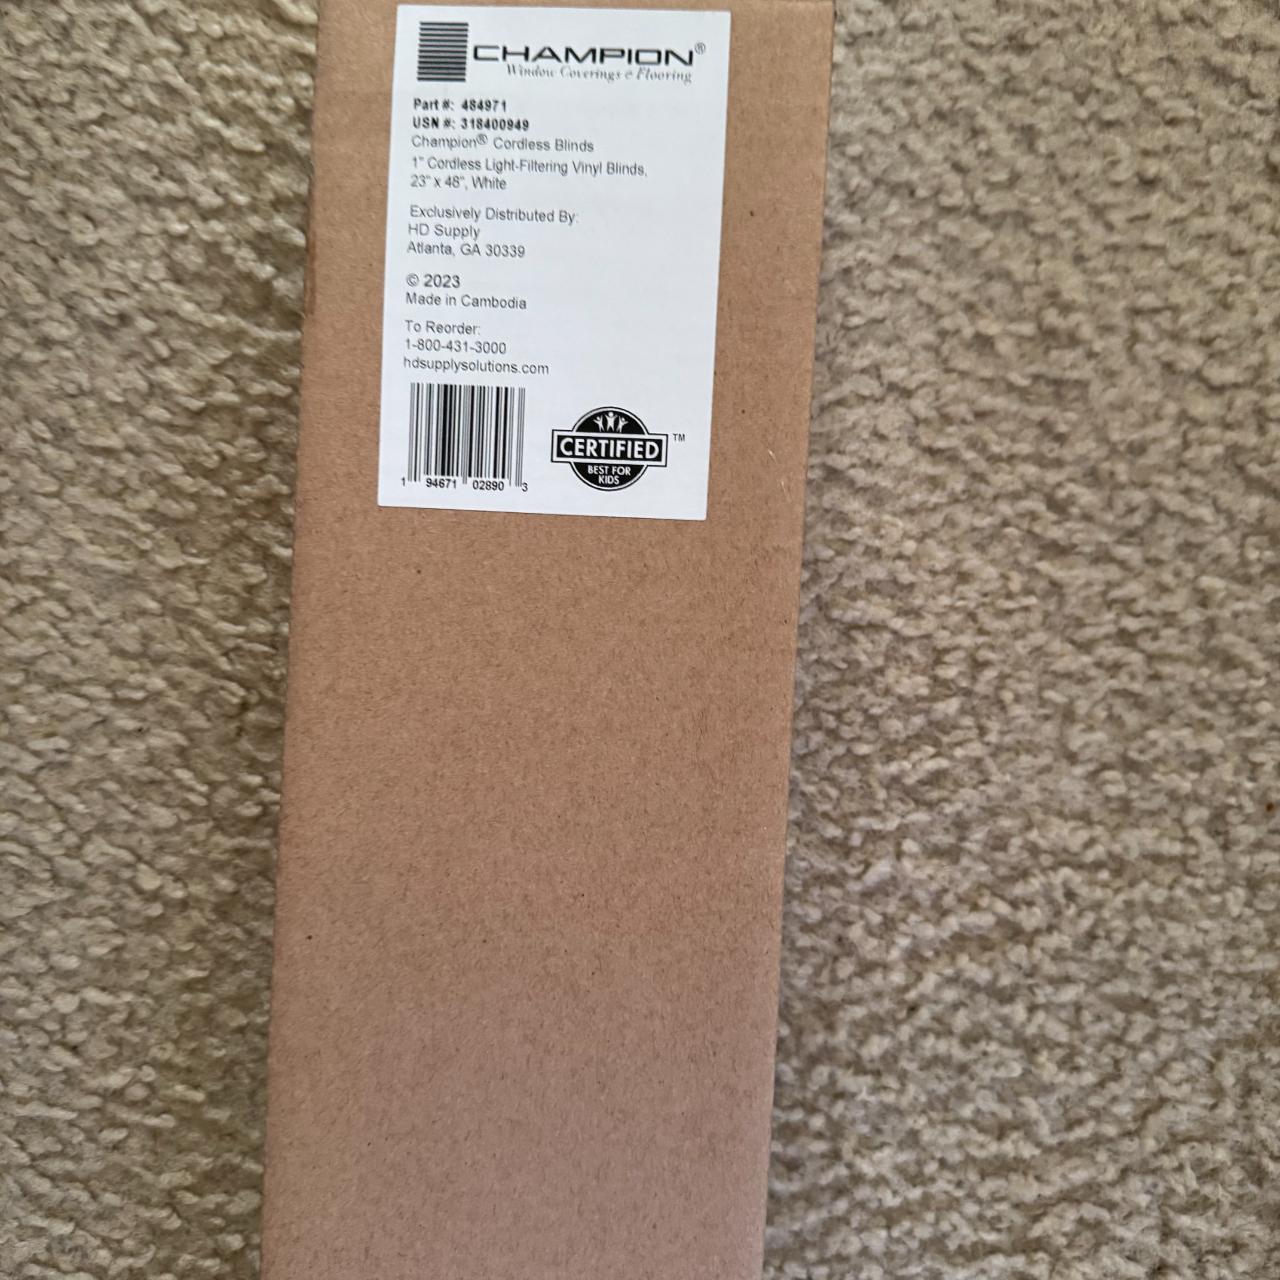 CHAMPION®
Window Coverings & Flooring
Part #: 484971
USN #: 318400949
Champion® Cordless Blinds
1" Cordless Light-Filtering Vinyl Blinds,
23" x 48", White
Exclusively Distributed By:
HD Supply
Atlanta, GA 30339
© 2023
Made in Cambodia
To Reorder:
1-800-431-3000
hdsupplysolutions.com
1 94671 02890 3
CERTIFIED ™
BEST FOR
KIDS